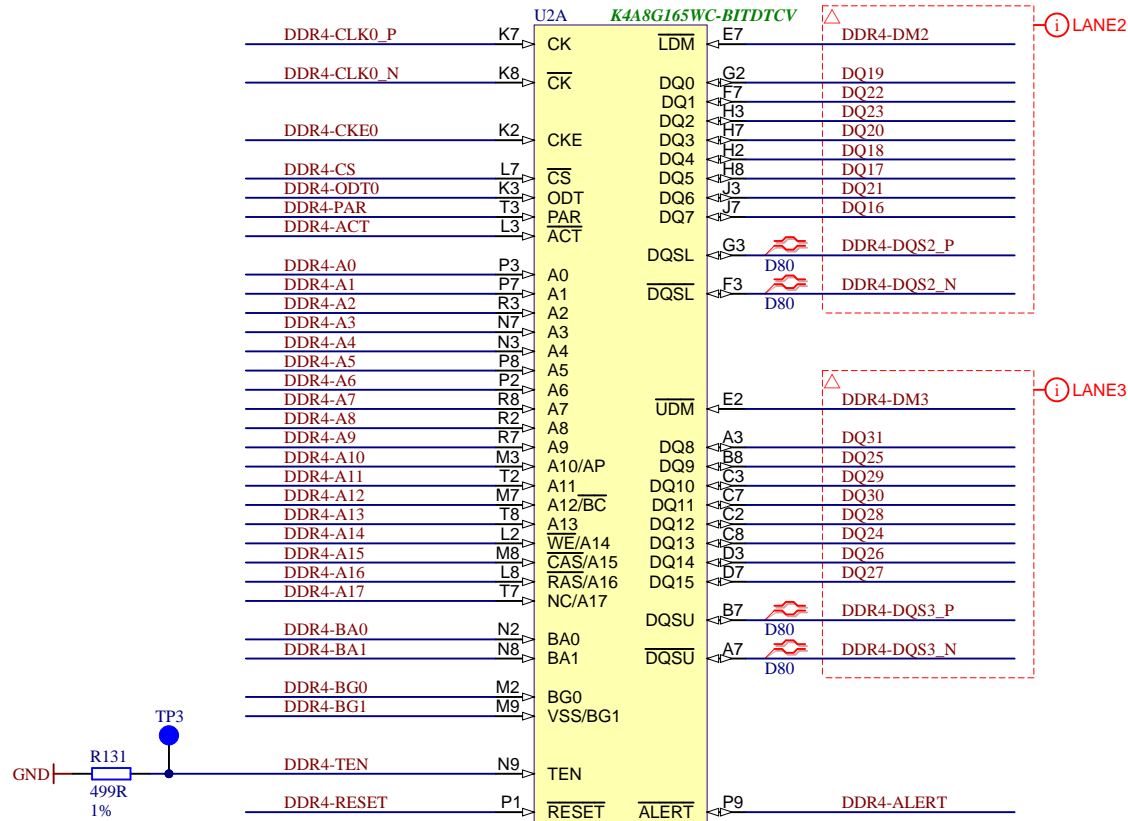 U2A K4A8G165WC-BITDTCV
DDR4-CLK0_P K7 CK LDM E7 DDR4-DM2 i LANE2
DDR4-CLK0_N K8 CK DQ0 G2 DQ19
DQ1 F7 DQ22
DQ2 H3 DQ23
DDR4-CKE0 K2 CKE DQ3 H7 DQ20
DQ4 H2 DQ18
DDR4-CS L7 CS DQ5 H8 DQ17
DDR4-ODT0 K3 ODT DQ6 J3 DQ21
DDR4-PAR T3 PAR DQ7 J7 DQ16
DDR4-ACT L3 ACT
DQSL G3 D80 DDR4-DQS2_P
DDR4-A0 P3 A0
DDR4-A1 P7 A1 DQSL F3 D80 DDR4-DQS2_N
DDR4-A2 R3 A2
DDR4-A3 N7 A3
DDR4-A4 N3 A4
DDR4-A5 P8 A5
DDR4-A6 P2 A6 i LANE3
DDR4-A7 R8 A7 UDM E2 DDR4-DM3
DDR4-A8 R2 A8
DDR4-A9 R7 A9 DQ8 A3 DQ31
DDR4-A10 M3 A10/AP DQ9 B8 DQ25
DDR4-A11 T2 A11 DQ10 C3 DQ29
DDR4-A12 M7 A12/BC DQ11 C7 DQ30
DDR4-A13 T8 A13 DQ12 C2 DQ28
DDR4-A14 L2 WE/A14 DQ13 C8 DQ24
DDR4-A15 M8 CAS/A15 DQ14 D3 DQ26
DDR4-A16 L8 RAS/A16 DQ15 D7 DQ27
DDR4-A17 T7 NC/A17
DQSU B7 D80 DDR4-DQS3_P
DDR4-BA0 N2 BA0
DDR4-BA1 N8 BA1 DQSU A7 D80 DDR4-DQS3_N
DDR4-BG0 M2 BG0
DDR4-BG1 M9 VSS/BG1
TP3
R131
GND DDR4-TEN N9 TEN
499R
1%
DDR4-RESET P1 RESET ALERT P9 DDR4-ALERT